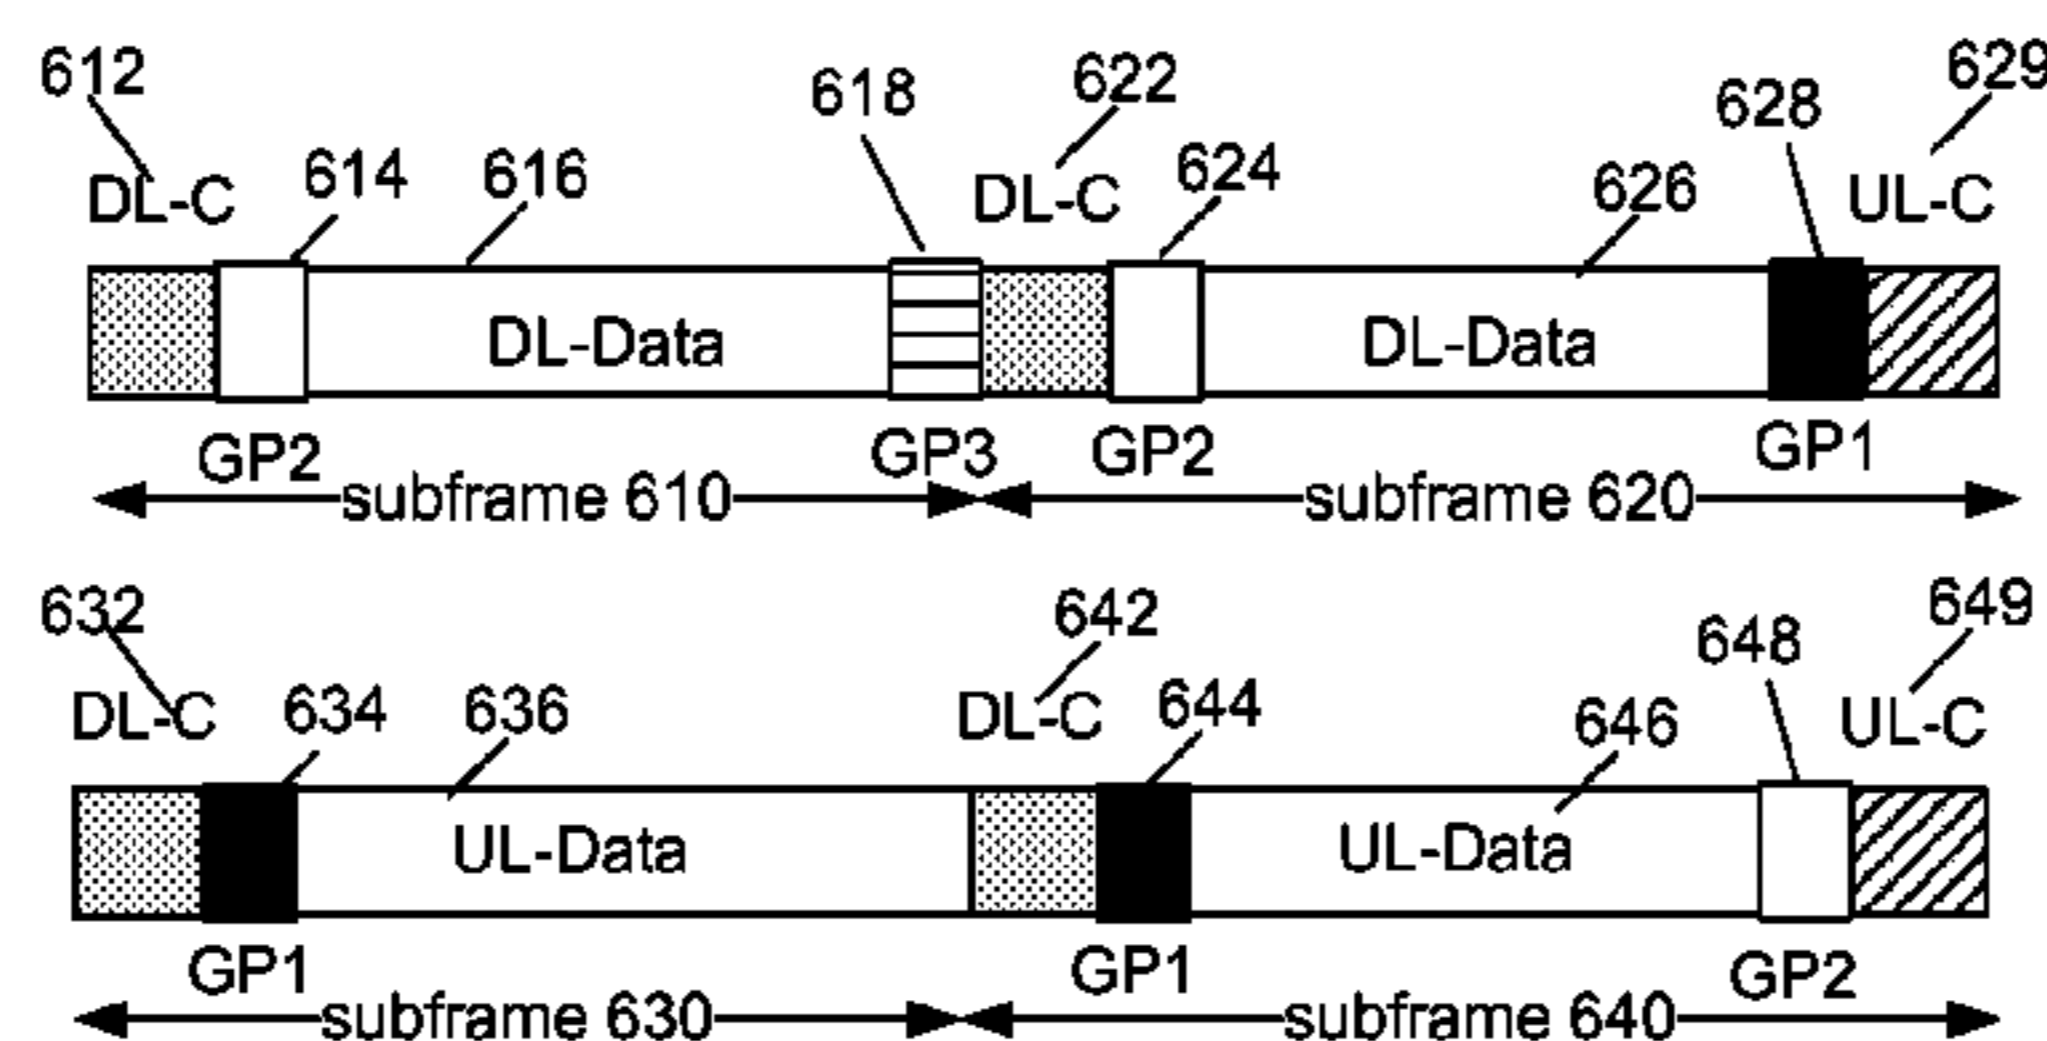 612 618 622 628 629
DL-C 614 616 DL-C 624 626 UL-C
DL-Data DL-Data
GP2 GP3 GP2 GP1
subframe 610 subframe 620
632 642 648 649
DL-C 634 636 DL-C 644 646 UL-C
UL-Data UL-Data
GP1 GP1 GP2
subframe 630 subframe 640